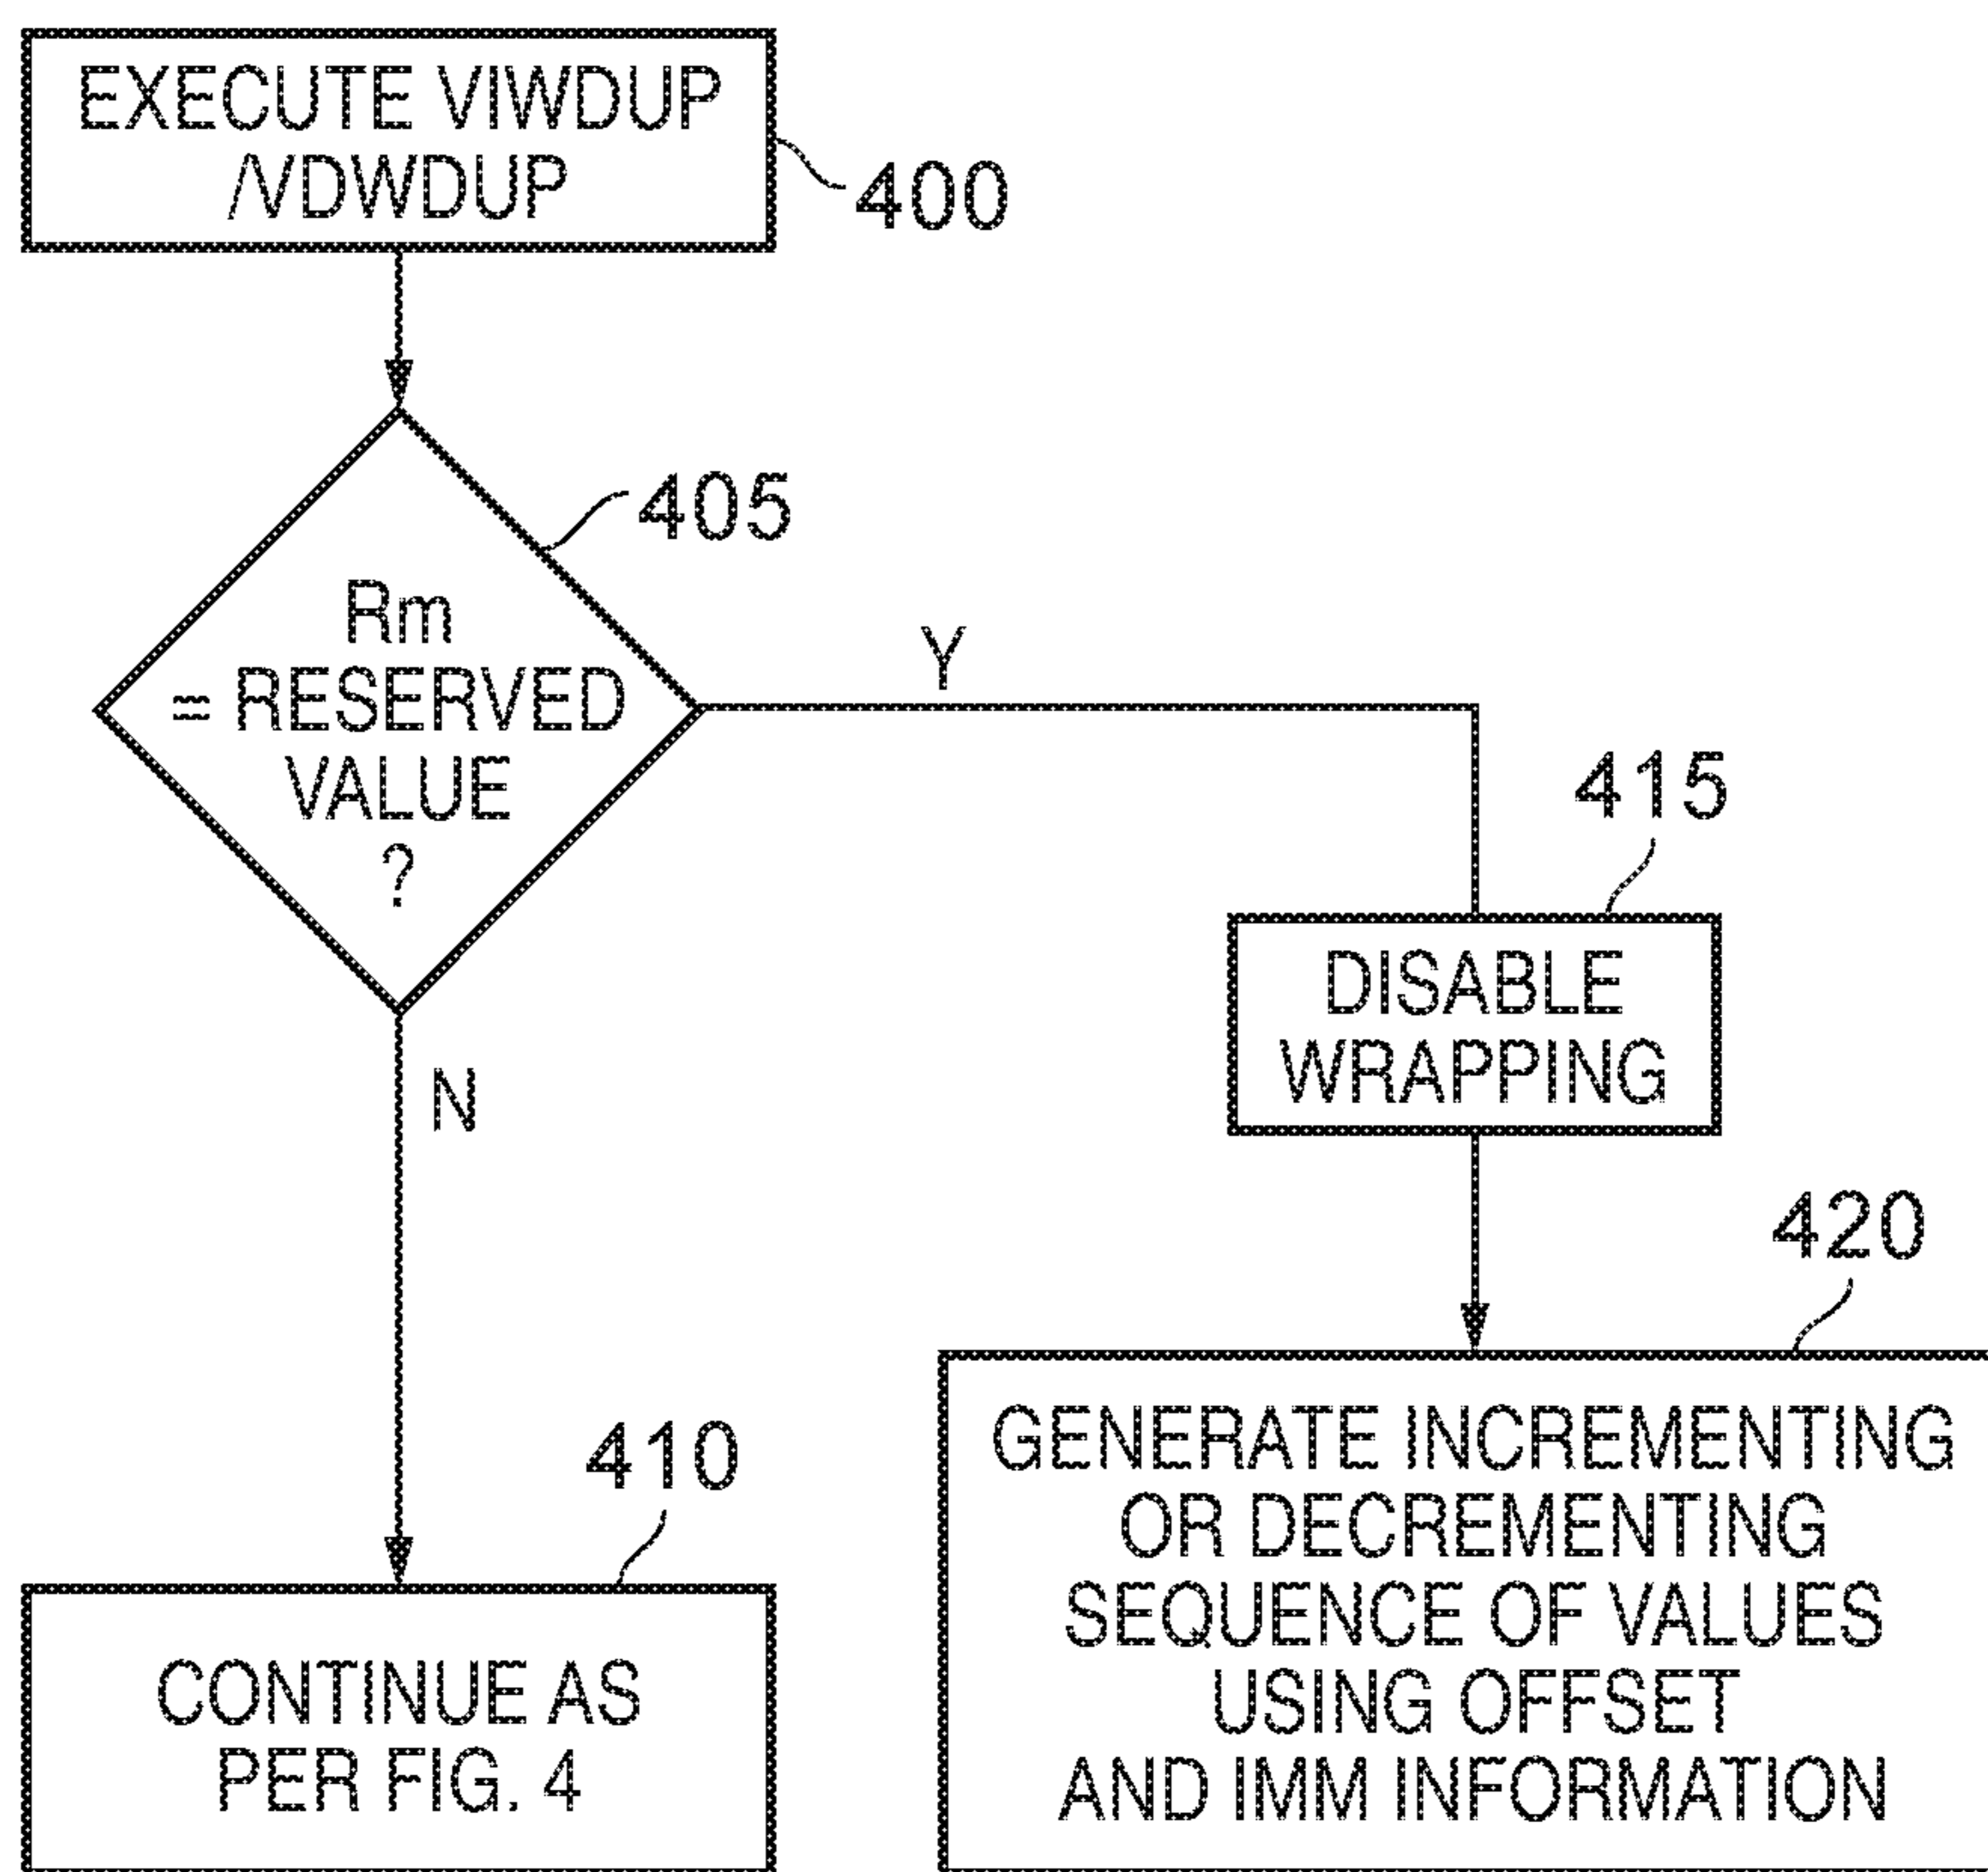 EXECUTE VIWDUP
/VDWDUP
400
405
Rm
= RESERVED
VALUE
?
Y
415
DISABLE
WRAPPING
N
420
GENERATE INCREMENTING
OR DECREMENTING
SEQUENCE OF VALUES
USING OFFSET
AND IMM INFORMATION
410
CONTINUE AS
PER FIG. 4